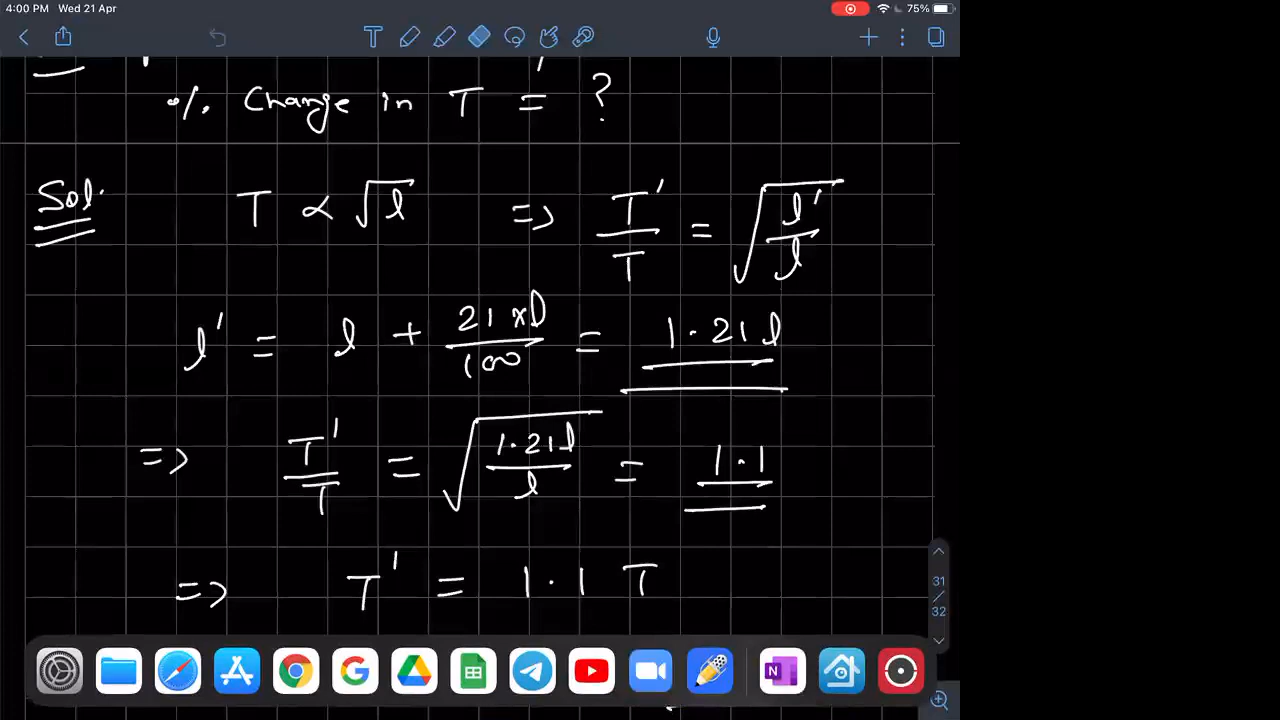 4:00 PM Wed 21 Apr 75%
% Change in T' = ?
Sol.
T ∝ √l => T'/T = √(l'/l)
l' = l + 21 × l/100 = 1.21 l
=> T'/T = √(1.21 l/l) = 1.1
=> T' = 1.1 T
31
/
32